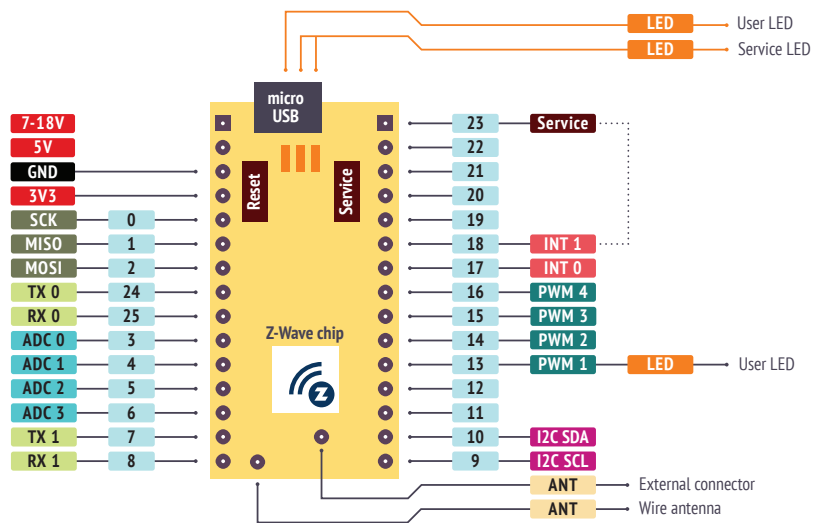 LED User LED
LED Service LED
micro
USB
7-18V 23 Service
5V 22
GND 21
3V3 20
Reset
Service
SCK 0 19
MISO 1 18 INT 1
MOSI 2 17 INT 0
TX 0 24 16 PWM 4
RX 0 25 15 PWM 3
ADC 0 3 Z-Wave chip 14 PWM 2
ADC 1 4 13 PWM 1 LED User LED
ADC 2 5 12
Z
ADC 3 6 11
TX 1 7 10 I2C SDA
RX 1 8 9 I2C SCL
ANT External connector
ANT Wire antenna